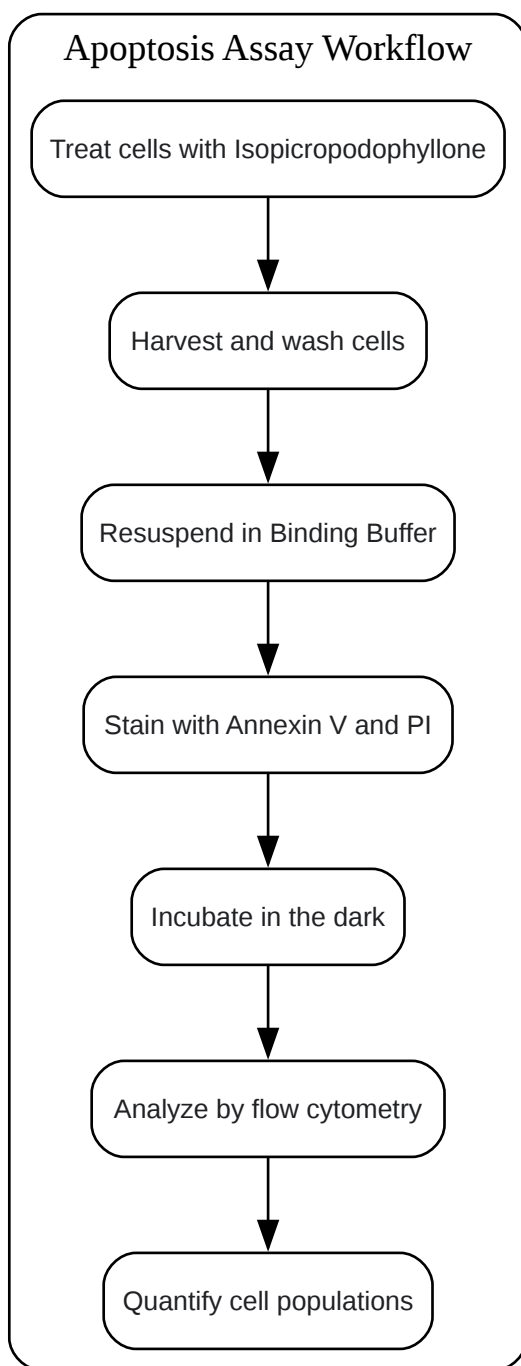 Apoptosis Assay Workflow
Treat cells with Isopicropodophyllone
Harvest and wash cells
Resuspend in Binding Buffer
Stain with Annexin V and PI
Incubate in the dark
Analyze by flow cytometry
Quantify cell populations